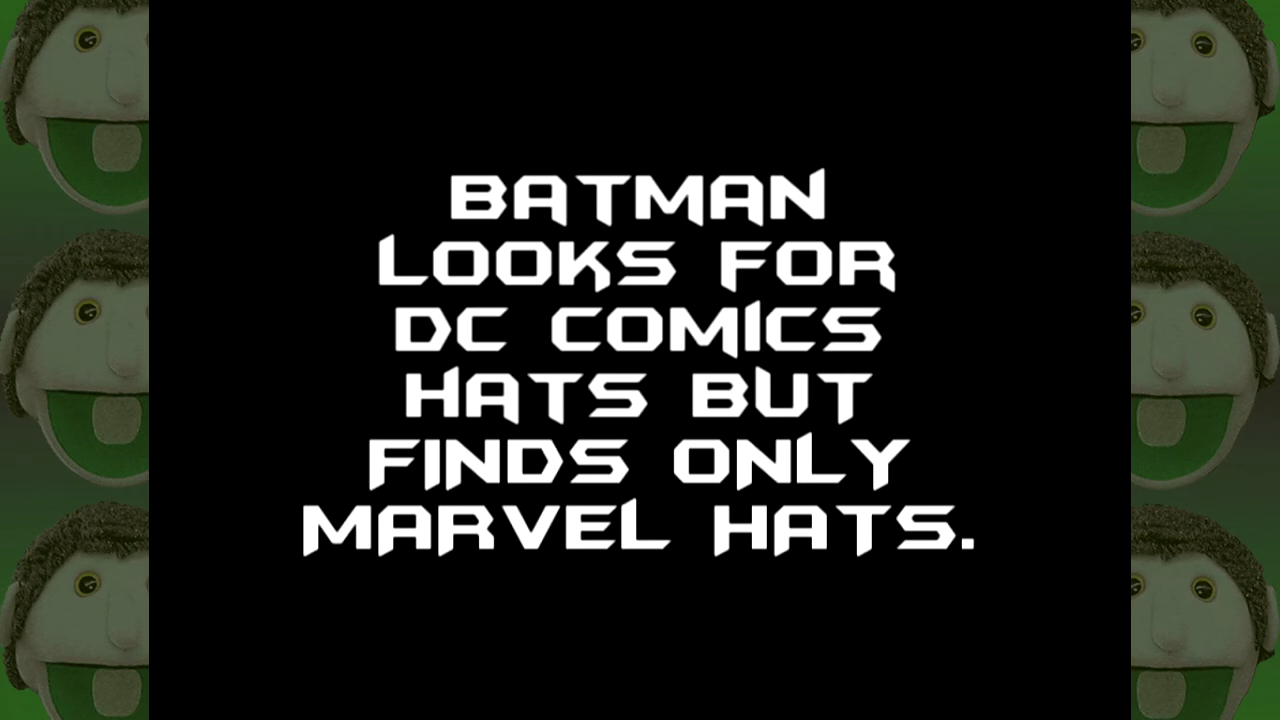 BATMAN
LOOKS FOR
DC COMICS
HATS BUT
FINDS ONLY
MARVEL HATS.